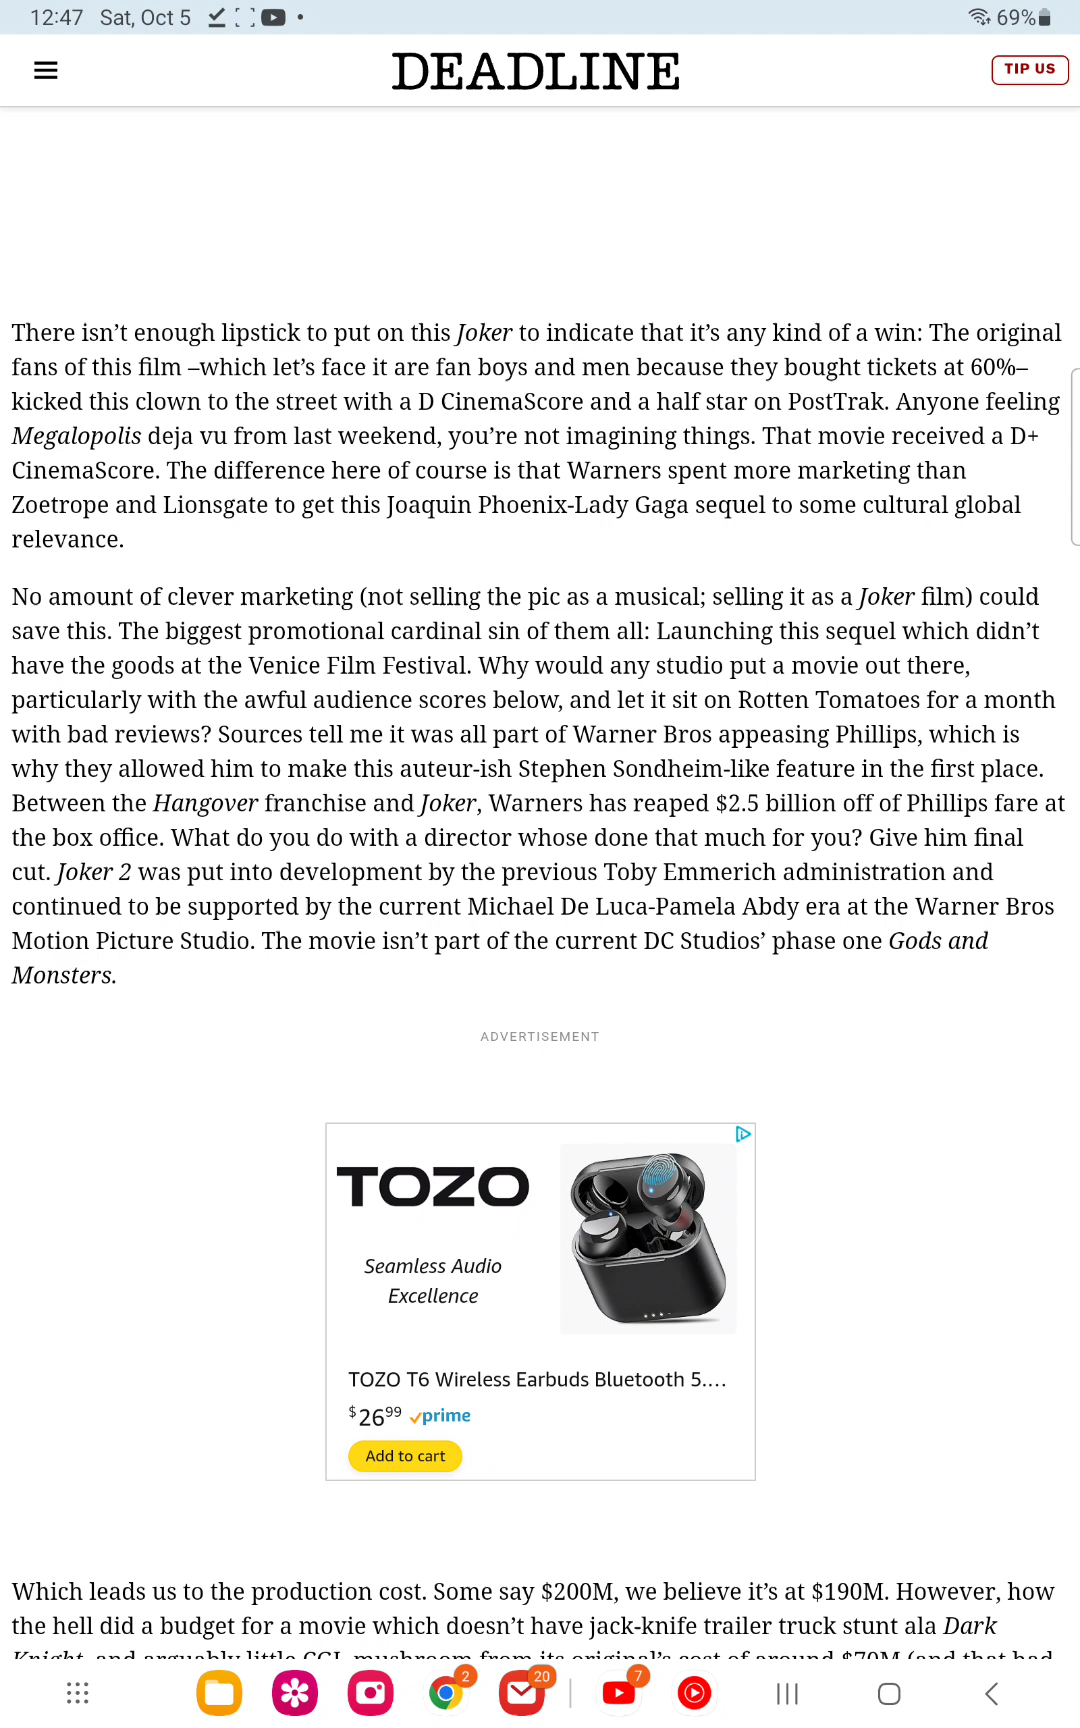 12:47 Sat, Oct 5
69%
DEADLINE
TIP US
There isn’t enough lipstick to put on this Joker to indicate that it’s any kind of a win: The original
fans of this film –which let’s face it are fan boys and men because they bought tickets at 60%–
kicked this clown to the street with a D CinemaScore and a half star on PostTrak. Anyone feeling
Megalopolis deja vu from last weekend, you’re not imagining things. That movie received a D+
CinemaScore. The difference here of course is that Warners spent more marketing than
Zoetrope and Lionsgate to get this Joaquin Phoenix-Lady Gaga sequel to some cultural global
relevance.
No amount of clever marketing (not selling the pic as a musical; selling it as a Joker film) could
save this. The biggest promotional cardinal sin of them all: Launching this sequel which didn’t
have the goods at the Venice Film Festival. Why would any studio put a movie out there,
particularly with the awful audience scores below, and let it sit on Rotten Tomatoes for a month
with bad reviews? Sources tell me it was all part of Warner Bros appeasing Phillips, which is
why they allowed him to make this auteur-ish Stephen Sondheim-like feature in the first place.
Between the Hangover franchise and Joker, Warners has reaped $2.5 billion off of Phillips fare at
the box office. What do you do with a director whose done that much for you? Give him final
cut. Joker 2 was put into development by the previous Toby Emmerich administration and
continued to be supported by the current Michael De Luca-Pamela Abdy era at the Warner Bros
Motion Picture Studio. The movie isn’t part of the current DC Studios’ phase one Gods and
Monsters.
ADVERTISEMENT
TOZO
Seamless Audio
Excellence
TOZO T6 Wireless Earbuds Bluetooth 5....
$26⁹⁹ prime
Add to cart
Which leads us to the production cost. Some say $200M, we believe it’s at $190M. However, how
the hell did a budget for a movie which doesn’t have jack-knife trailer truck stunt ala Dark
Knight, and arguably little CGI, mushroom from its original’s cost of around $70M (and that had
2
20
7